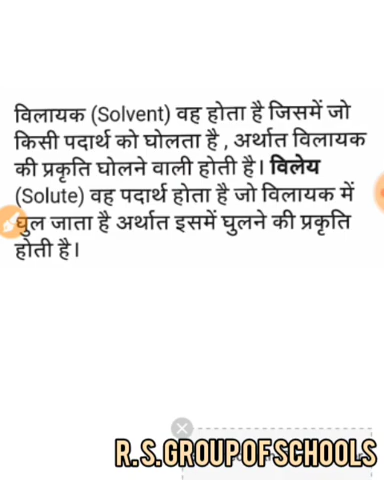 विलायक (Solvent) वह होता है जिसमें जो
किसी पदार्थ को घोलता है , अर्थात विलायक
की प्रकृति घोलने वाली होती है। विलेय
(Solute) वह पदार्थ होता है जो विलायक में
घुल जाता है अर्थात इसमें घुलने की प्रकृति
होती है।
R.S.GROUP OF SCHOOLS